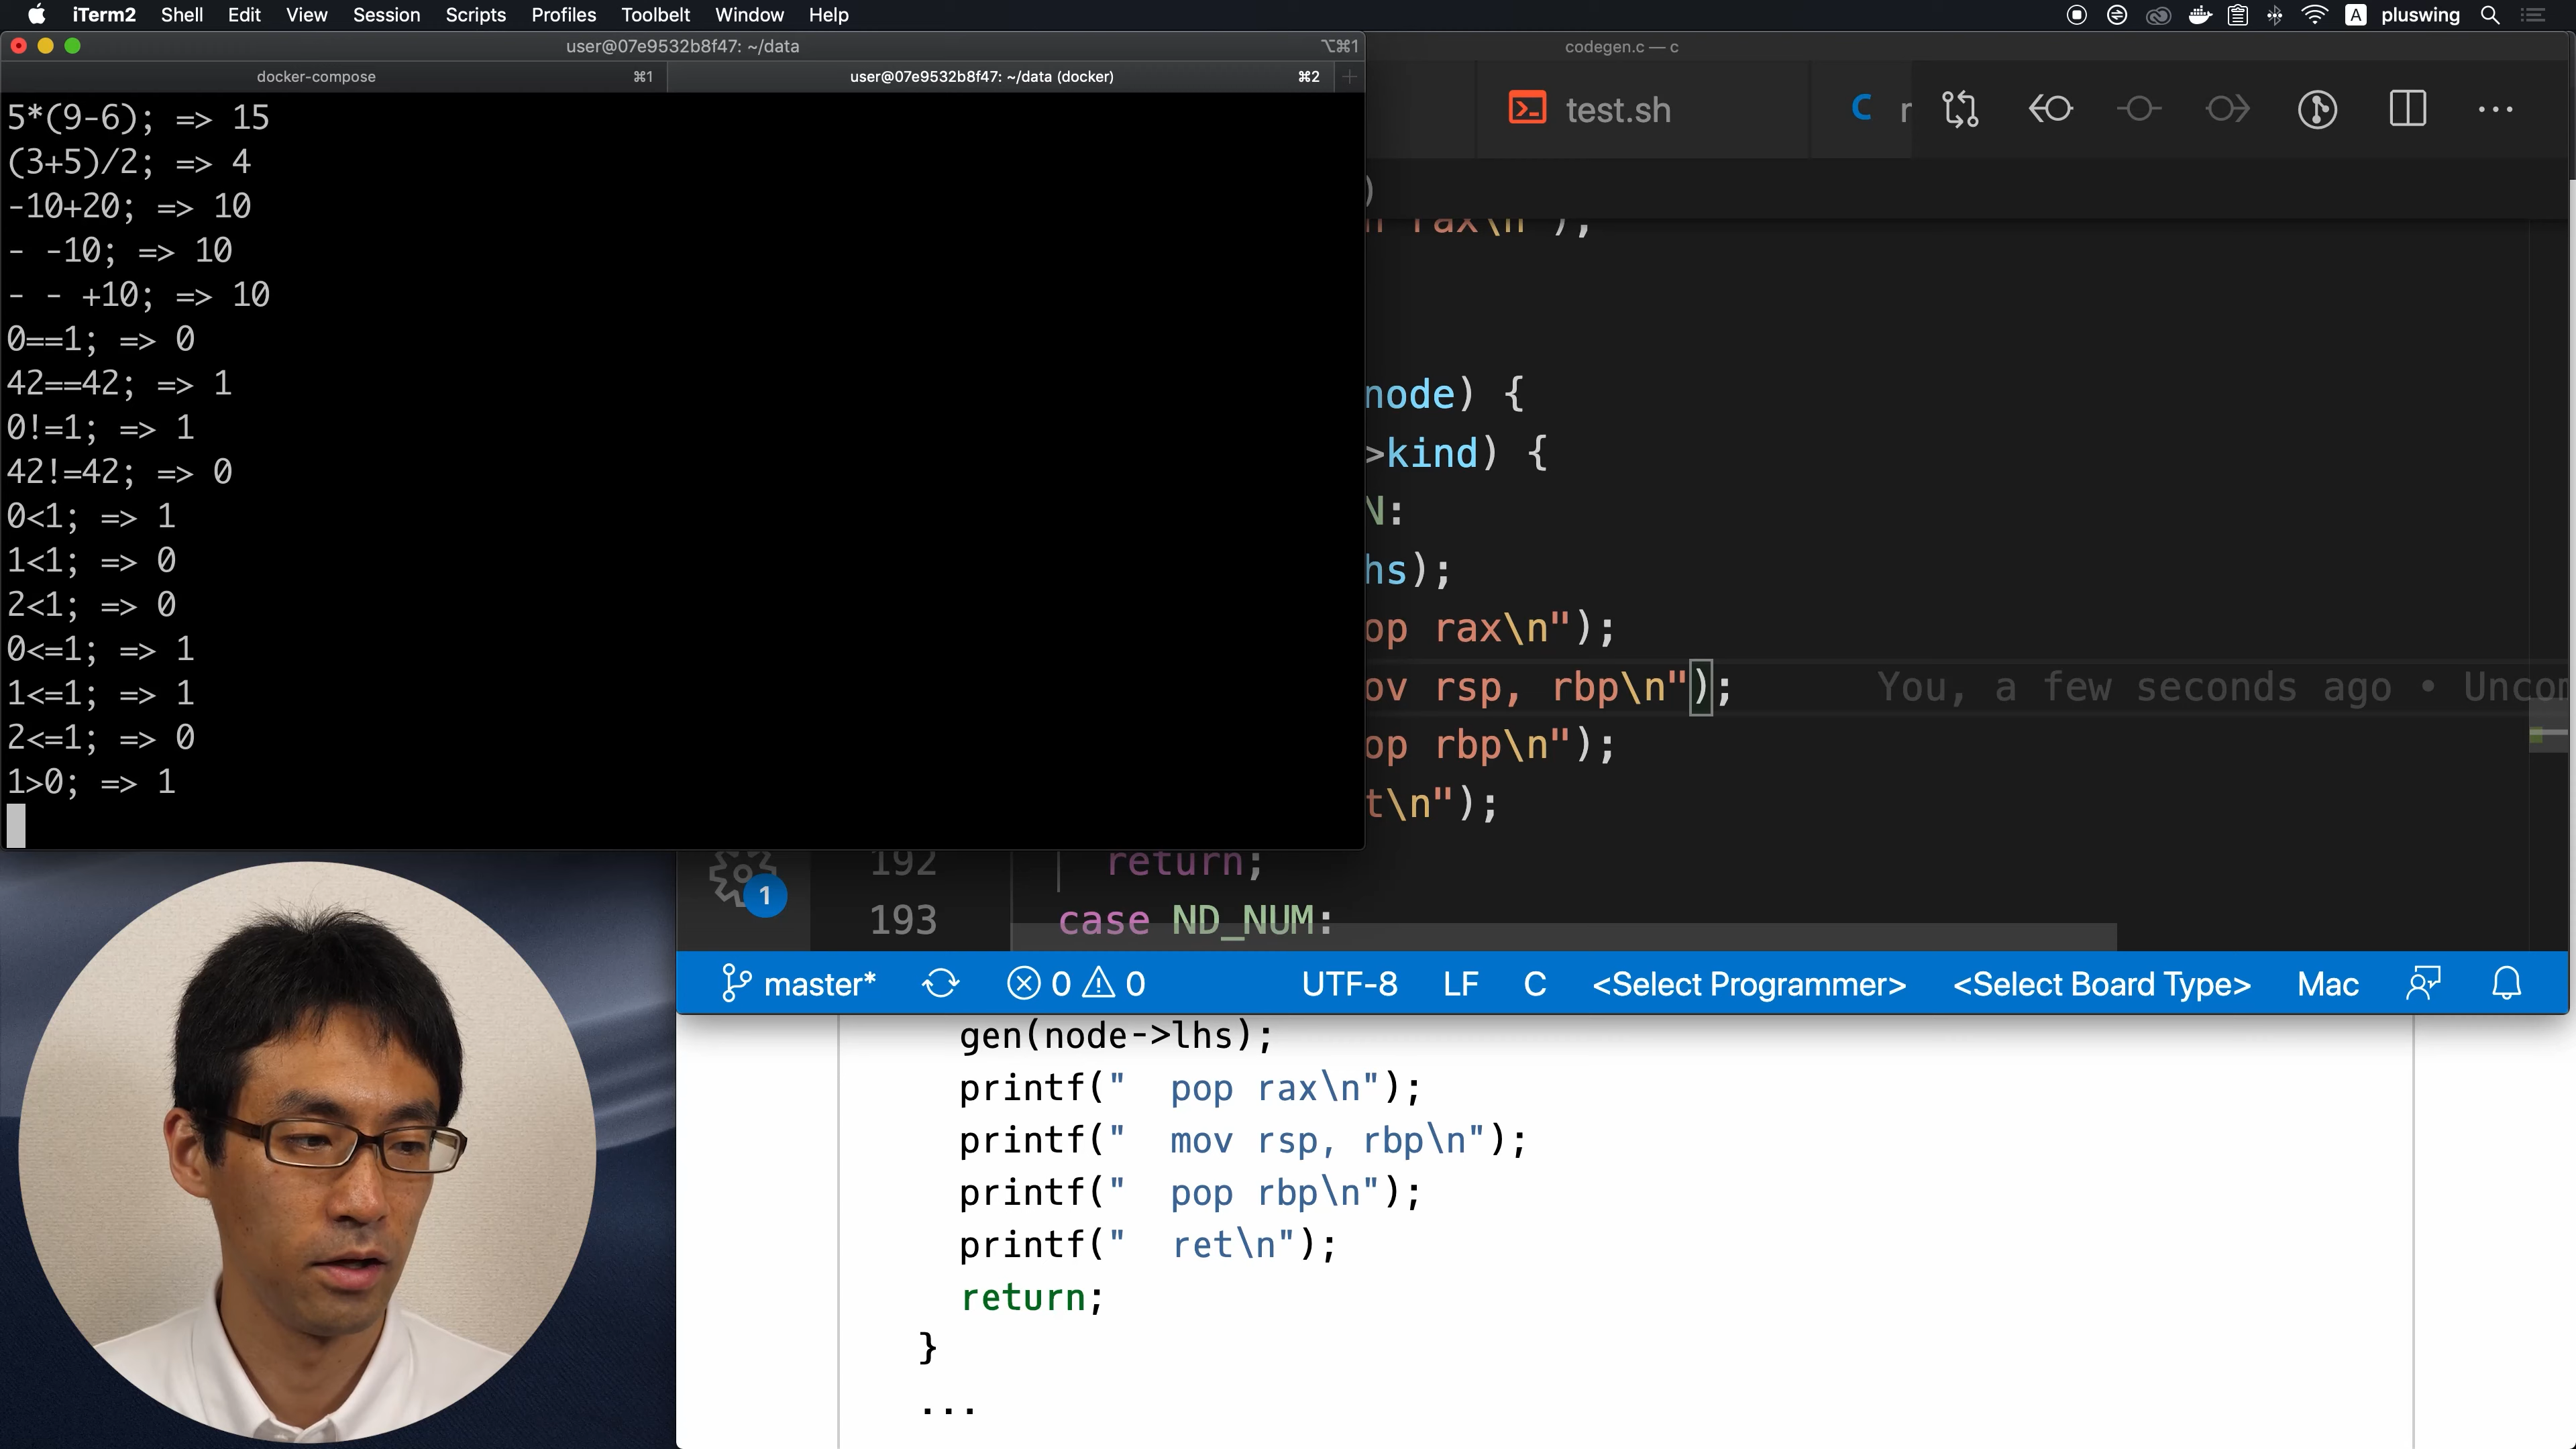 iTerm2 Shell Edit View Session Scripts Profiles Toolbelt Window Help
A pluswing
user@07e9532b8f47: ~/data ⌥⌘1
docker-compose ⌘1 user@07e9532b8f47: ~/data (docker) ⌘2
5*(9-6); => 15
(3+5)/2; => 4
-10+20; => 10
- -10; => 10
- - +10; => 10
0==1; => 0
42==42; => 1
0!=1; => 1
42!=42; => 0
0<1; => 1
1<1; => 0
2<1; => 0
0<=1; => 1
1<=1; => 1
2<=1; => 0
1>0; => 1
codegen.c — c
test.sh
C r
)
rax\n");
node) {
>kind) {
N:
hs);
op rax\n");
ov rsp, rbp\n"); You, a few seconds ago •
op rbp\n");
t\n");
192 return;
193 case ND_NUM:
1
master* 0 0 UTF-8 LF C <Select Programmer> <Select Board Type> Mac
gen(node->lhs);
printf("  pop rax\n");
printf("  mov rsp, rbp\n");
printf("  pop rbp\n");
printf("  ret\n");
return;
}
...